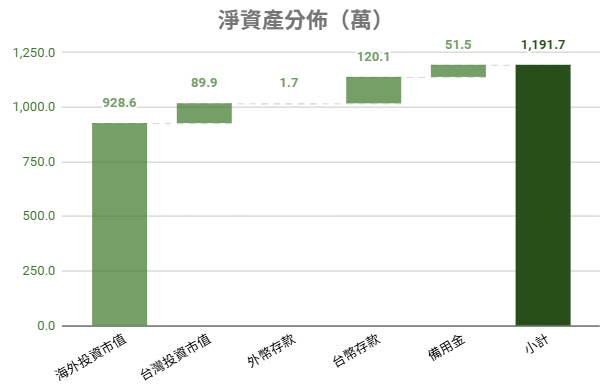 淨資產分佈（萬）
1,250.0
1,000.0
750.0
500.0
250.0
0.0
928.6
89.9
1.7
120.1
51.5
1,191.7
海外投資市值
台灣投資市值
外幣存款
台幣存款
備用金
小計